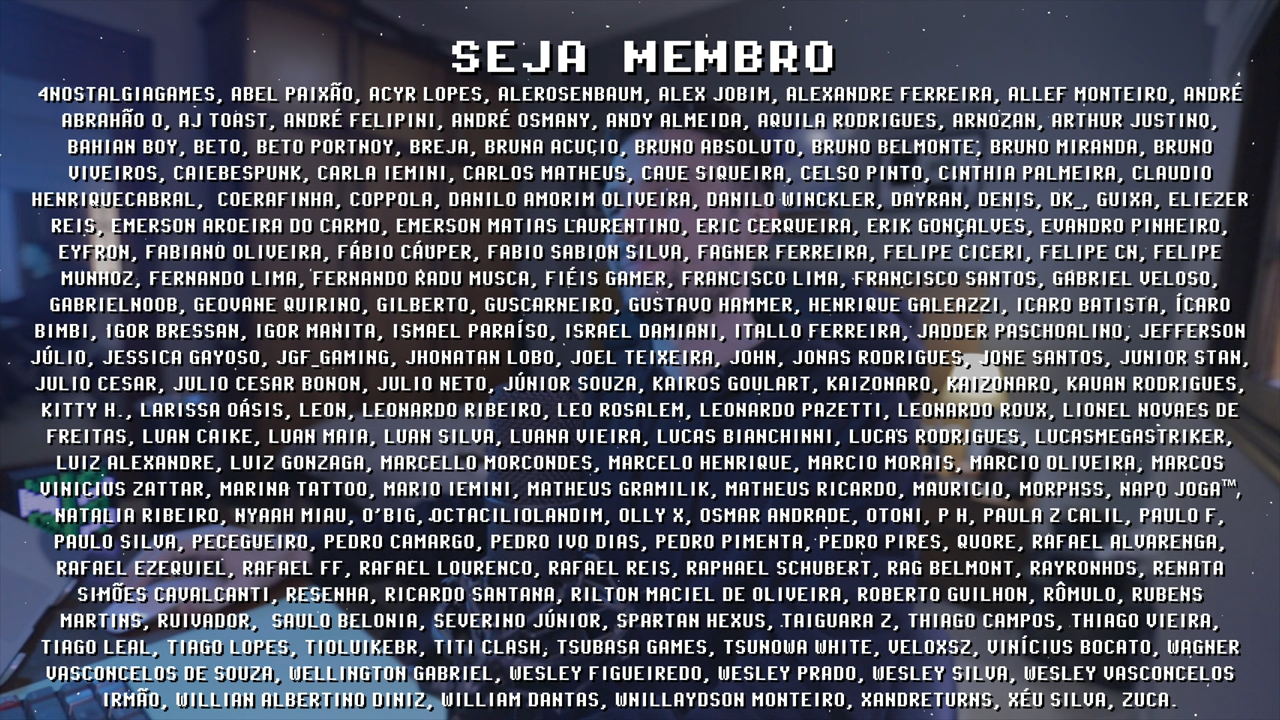 SEJA MEMBRO
4NOSTALGIAGAMES, ABEL PAIXÃO, ACYR LOPES, ALEROSENBAUM, ALEX JOBIM, ALEXANDRE FERREIRA, ALLEF MONTEIRO, ANDRÉ
ABRAHÃO O, AJ TOAST, ANDRÉ FELIPINI, ANDRÉ OSMANY, ANDY ALMEIDA, AQUILA RODRIGUES, ARNOZAN, ARTHUR JUSTINO,
BAHIAN BOY, BETO, BETO PORTNOY, BREJA, BRUNA ACUCIO, BRUNO ABSOLUTO, BRUNO BELMONTE, BRUNO MIRANDA, BRUNO
VIVEIROS, CAIEBESPUNK, CARLA IEMINI, CARLOS MATHEUS, CAVE SIQUEIRA, CELSO PINTO, CINTHIA PALMEIRA, CLAUDIO
HENRIQUECABRAL, COERAFINHA, COPPOLA, DANILO AMORIM OLIVEIRA, DANILO WINCKLER, DAYRAN, DENIS, DK_, GUIXA, ELIEZER
REIS, EMERSON AROEIRA DO CARMO, EMERSON MATIAS LAURENTINO, ERIC CERQUEIRA, ERIK GONÇALVES, EVANDRO PINHEIRO,
EYFRON, FABIANO OLIVEIRA, FÁBIO CÁUPER, FABIO SABION SILVA, FAGNER FERREIRA, FELIPE CICERI, FELIPE CN, FELIPE
MUNHOZ, FERNANDO LIMA, FERNANDO RADU MUSCA, FIÉIS GAMER, FRANCISCO LIMA, FRANCISCO SANTOS, GABRIEL VELOSO,
GABRIELNOOB, GEOVANE QUIRINO, GILBERTO, GUSCARNEIRO, GUSTAVO HAMMER, HENRIQUE GALEAZZI, ICARO BATISTA, ÍCARO
BIMBI, IGOR BRESSAN, IGOR MANITA, ISMAEL PARAÍSO, ISRAEL DAMIANI, ITALLO FERREIRA, JADDER PASCHOALINO, JEFFERSON
JÚLIO, JESSICA GAYOSO, JGF_GAMING, JHONATAN LOBO, JOEL TEIXEIRA, JOHN, JONAS RODRIGUES, JONE SANTOS, JUNIOR STAN,
JULIO CESAR, JULIO CESAR BONON, JULIO NETO, JÚNIOR SOUZA, KAIROS GOULART, KAIZONARO, KAIZONARO, KAUAN RODRIGUES,
KITTY H., LARISSA OÁSIS, LEON, LEONARDO RIBEIRO, LEO ROSALEM, LEONARDO PAZETTI, LEONARDO ROUX, LIONEL NOVAES DE
FREITAS, LUAN CAIKE, LUAN MAIA, LUAN SILVA, LUANA VIEIRA, LUCAS BIANCHINNI, LUCAS RODRIGUES, LUCASMEGASTRIKER,
LUIZ ALEXANDRE, LUIZ GONZAGA, MARCELLO MORCONDES, MARCELO HENRIQUE, MARCIO MORAIS, MARCIO OLIVEIRA, MARCOS
VINICIUS ZATTAR, MARINA TATTOO, MARIO IEMINI, MATHEUS GRAMILIK, MATHEUS RICARDO, MAURICIO, MORPHSS, NAPO JOGA™,
NATALIA RIBEIRO, NYAAH MIAU, O'BIG, OCTACILIOLANDIM, OLLY X, OSMAR ANDRADE, OTONI, P H, PAULA Z CALIL, PAULO F,
PAULO SILVA, PECEGUEIRO, PEDRO CAMARGO, PEDRO IVO DIAS, PEDRO PIMENTA, PEDRO PIRES, QUORE, RAFAEL ALVARENGA,
RAFAEL EZEQUIEL, RAFAEL FF, RAFAEL LOURENCO, RAFAEL REIS, RAPHAEL SCHUBERT, RAG BELMONT, RAYRONHDS, RENATA
SIMÕES CAVALCANTI, RESENHA, RICARDO SANTANA, RILTON MACIEL DE OLIVEIRA, ROBERTO GUILHON, RÔMULO, RUBENS
MARTINS, RUIVADOR, SAULO BELONIA, SEVERINO JÚNIOR, SPARTAN HEXUS, TAIGUARA Z, THIAGO CAMPOS, THIAGO VIEIRA,
TIAGO LEAL, TIAGO LOPES, TIOLUIKEBR, TITI CLASH, TSUBASA GAMES, TSUNOWA WHITE, VELOXSZ, VINÍCIUS BOCATO, WAGNER
VASCONCELOS DE SOUZA, WELLINGTON GABRIEL, WESLEY FIGUEIREDO, WESLEY PRADO, WESLEY SILVA, WESLEY VASCONCELOS
IRMÃO, WILLIAN ALBERTINO DINIZ, WILLIAM DANTAS, WNILLAYDSON MONTEIRO, XANDRETURNS, XÉU SILVA, ZUCA.